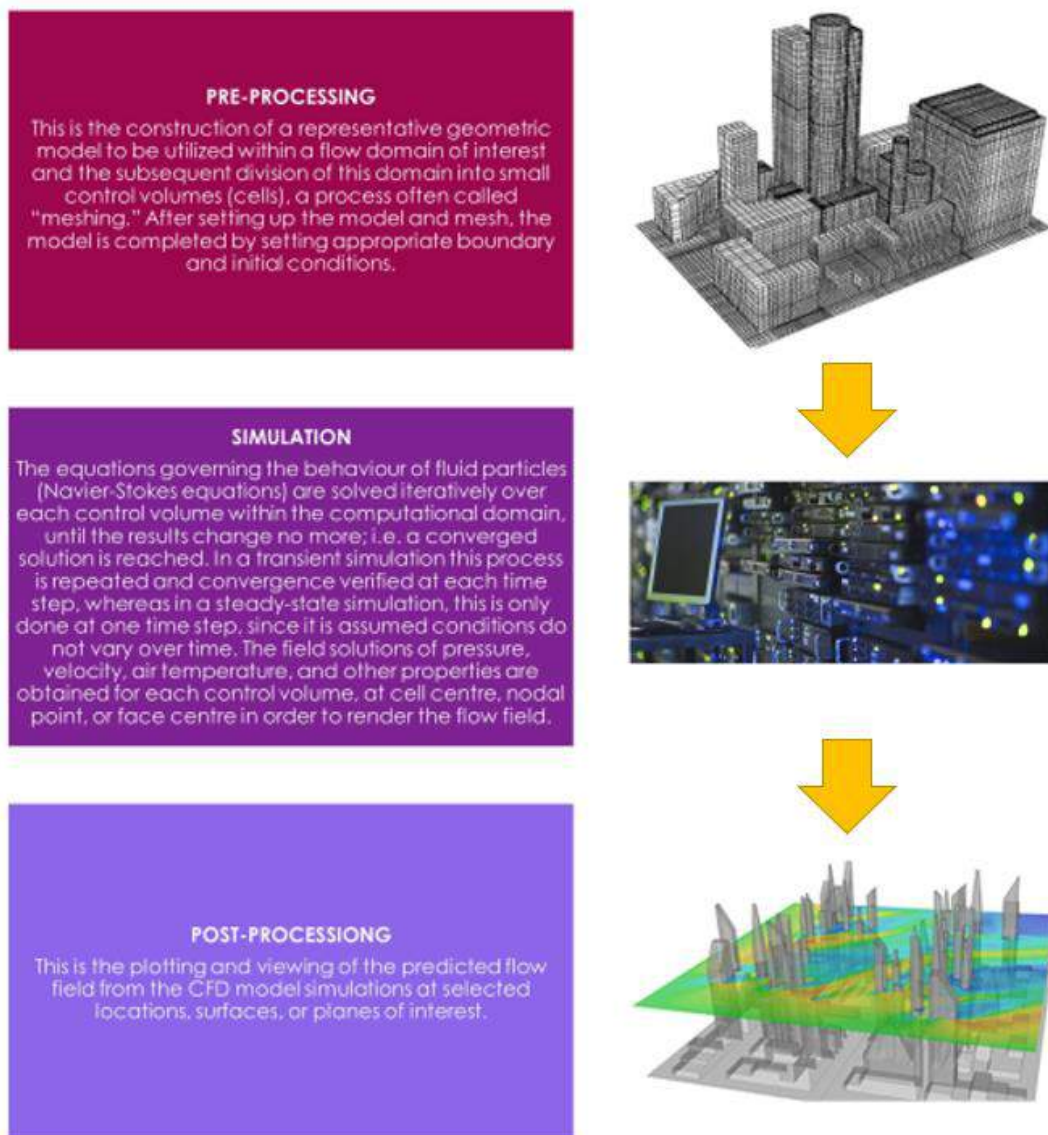 PRE-PROCESSING
This is the construction of a representative geometric
model to be utilized within a flow domain of interest
and the subsequent division of this domain into small
control volumes (cells), a process often called
“meshing.” After setting up the model and mesh, the
model is completed by setting appropriate boundary
and initial conditions.
SIMULATION
The equations governing the behaviour of fluid particles
(Navier-Stokes equations) are solved iteratively over
each control volume within the computational domain,
until the results change no more; i.e. a converged
solution is reached. In a transient simulation this process
is repeated and convergence verified at each time
step, whereas in a steady-state simulation, this is only
done at one time step, since it is assumed conditions do
not vary over time. The field solutions of pressure,
velocity, air temperature, and other properties are
obtained for each control volume, at cell centre, nodal
point, or face centre in order to render the flow field.
POST-PROCESSIONG
This is the plotting and viewing of the predicted flow
field from the CFD model simulations at selected
locations, surfaces, or planes of interest.